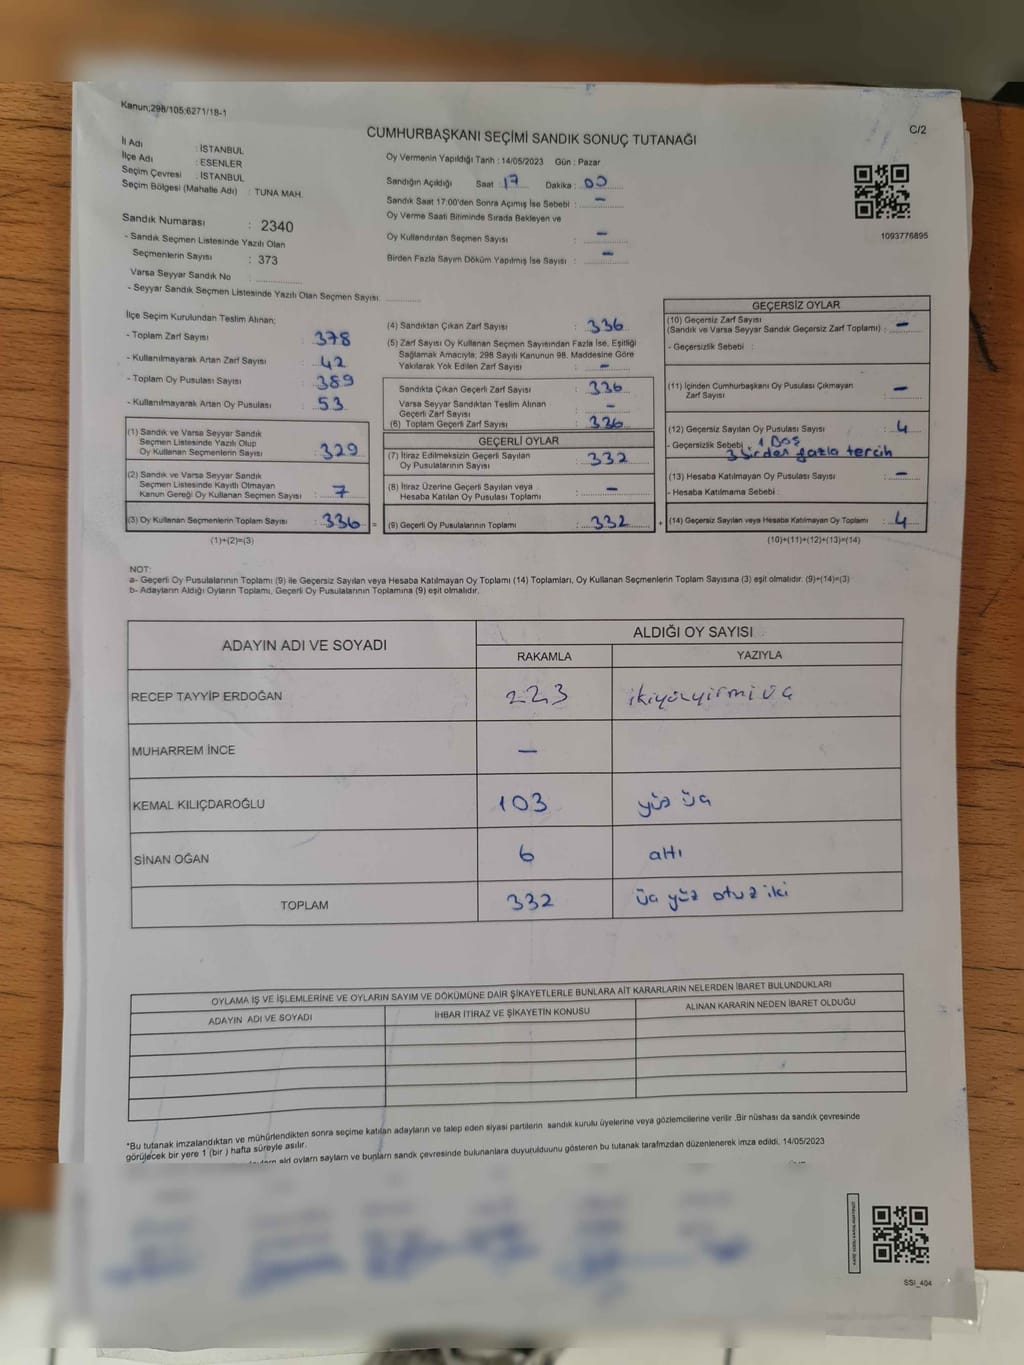 Kanun;298/105;6271/18-1
CUMHURBAŞKANI SEÇİMİ SANDIK SONUÇ TUTANAĞI
C/2
İl Adı : İSTANBUL
İlçe Adı : ESENLER
Seçim Çevresi : İSTANBUL
Seçim Bölgesi (Mahalle Adı) : TUNA MAH.
Oy Vermenin Yapıldığı Tarih : 14/05/2023 Gün : Pazar
Sandığın Açıldığı Saat : 17 Dakika : 00
Sandık Saat 17:00'den Sonra Açımış İse Sebebi : –
Oy Verme Saati Bitiminde Sırada Bekleyen ve
Oy Kullandırılan Seçmen Sayısı : –
Birden Fazla Sayım Döküm Yapılmış İse Sayısı : –
1093776895
Sandık Numarası : 2340
- Sandık Seçmen Listesinde Yazılı Olan
Seçmenlerin Sayısı : 373
Varsa Seyyar Sandık No :
- Seyyar Sandık Seçmen Listesinde Yazılı Olan Seçmen Sayısı:
İlçe Seçim Kurulundan Teslim Alınan;
- Toplam Zarf Sayısı : 378
- Kullanılmayarak Artan Zarf Sayısı : 42
- Toplam Oy Pusulası Sayısı : 389
- Kullanılmayarak Artan Oy Pusulası : 53
(1) Sandık ve Varsa Seyyar Sandık
Seçmen Listesinde Yazılı Olup
Oy Kullanan Seçmenlerin Sayısı : 329
(2) Sandık ve Varsa Seyyar Sandık
Seçmen Listesinde Kayıtlı Olmayan
Kanun Gereği Oy Kullanan Seçmen Sayısı : 7
(3) Oy Kullanan Seçmenlerin Toplam Sayısı : 336 =
(1)+(2)=(3)
(4) Sandıktan Çıkan Zarf Sayısı : 336
(5) Zarf Sayısı Oy Kullanan Seçmen Sayısından Fazla İse, Eşitliği
Sağlamak Amacıyla; 298 Sayılı Kanunun 98. Maddesine Göre
Yakılarak Yok Edilen Zarf Sayısı : –
Sandıkta Çıkan Geçerli Zarf Sayısı : 336
Varsa Seyyar Sandıktan Teslim Alınan
Geçerli Zarf Sayısı : –
(6) Toplam Geçerli Zarf Sayısı : 336
GEÇERLİ OYLAR
(7) İtiraz Edilmeksizin Geçerli Sayılan
Oy Pusulalarının Sayısı : 332
(8) İtiraz Üzerine Geçerli Sayılan veya
Hesaba Katılan Oy Pusulası Toplamı : –
(9) Geçerli Oy Pusulalarının Toplamı : 332 +
GEÇERSİZ OYLAR
(10) Geçersiz Zarf Sayısı
(Sandık ve Varsa Seyyar Sandık Geçersiz Zarf Toplamı) : –
- Geçersizlik Sebebi :
(11) İçinden Cumhurbaşkanı Oy Pusulası Çıkmayan
Zarf Sayısı : –
(12) Geçersiz Sayılan Oy Pusulası Sayısı : 4
- Geçersizlik Sebebi : 1 Boş
3 birden fazla tercih
(13) Hesaba Katılmayan Oy Pusulası Sayısı : –
- Hesaba Katılmama Sebebi :
(14) Geçersiz Sayılan veya Hesaba Katılmayan Oy Toplamı : 4
(10)+(11)+(12)+(13)=(14)
NOT:
a- Geçerli Oy Pusulalarının Toplamı (9) ile Geçersiz Sayılan veya Hesaba Katılmayan Oy Toplamı (14) Toplamları, Oy Kullanan Seçmenlerin Toplam Sayısına (3) eşit olmalıdır. (9)+(14)=(3)
b- Adayların Aldığı Oyların Toplamı, Geçerli Oy Pusulalarının Toplamına (9) eşit olmalıdır.
ADAYIN ADI VE SOYADI ALDIĞI OY SAYISI
RAKAMLA YAZIYLA
RECEP TAYYİP ERDOĞAN 223 ikiyüzyirmi üç
MUHARREM İNCE –
KEMAL KILIÇDAROĞLU 103 yüz üç
SİNAN OĞAN 6 altı
TOPLAM 332 üç yüz otuz iki
OYLAMA İŞ VE İŞLEMLERİNE VE OYLARIN SAYIM VE DÖKÜMÜNE DAİR ŞİKAYETLERLE BUNLARA AİT KARARLARIN NELERDEN İBARET BULUNDUKLARI
ADAYIN ADI VE SOYADI İHBAR İTİRAZ VE ŞİKAYETİN KONUSU ALINAN KARARIN NEDEN İBARET OLDUĞU
*Bu tutanak imzalandıktan ve mühürlendikten sonra seçime katılan adayların ve talep eden siyasi partilerin sandık kurulu üyelerine veya gözlemcilerine verilir .Bir nüshası da sandık çevresinde
görülecek bir yere 1 (bir ) hafta süreyle asılır.
ald oyların sayları ve bunların sandk çevresinde bulunanlara duyurulduunu gösteren bu tutanak tarafmzdan düzenlenerek imza edildi. 14/05/2023
SSI_404